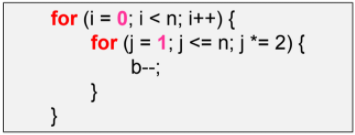 for (i = 0; i < n; i++) {
for (j = 1; j <= n; j *= 2) {
b--;
}
}